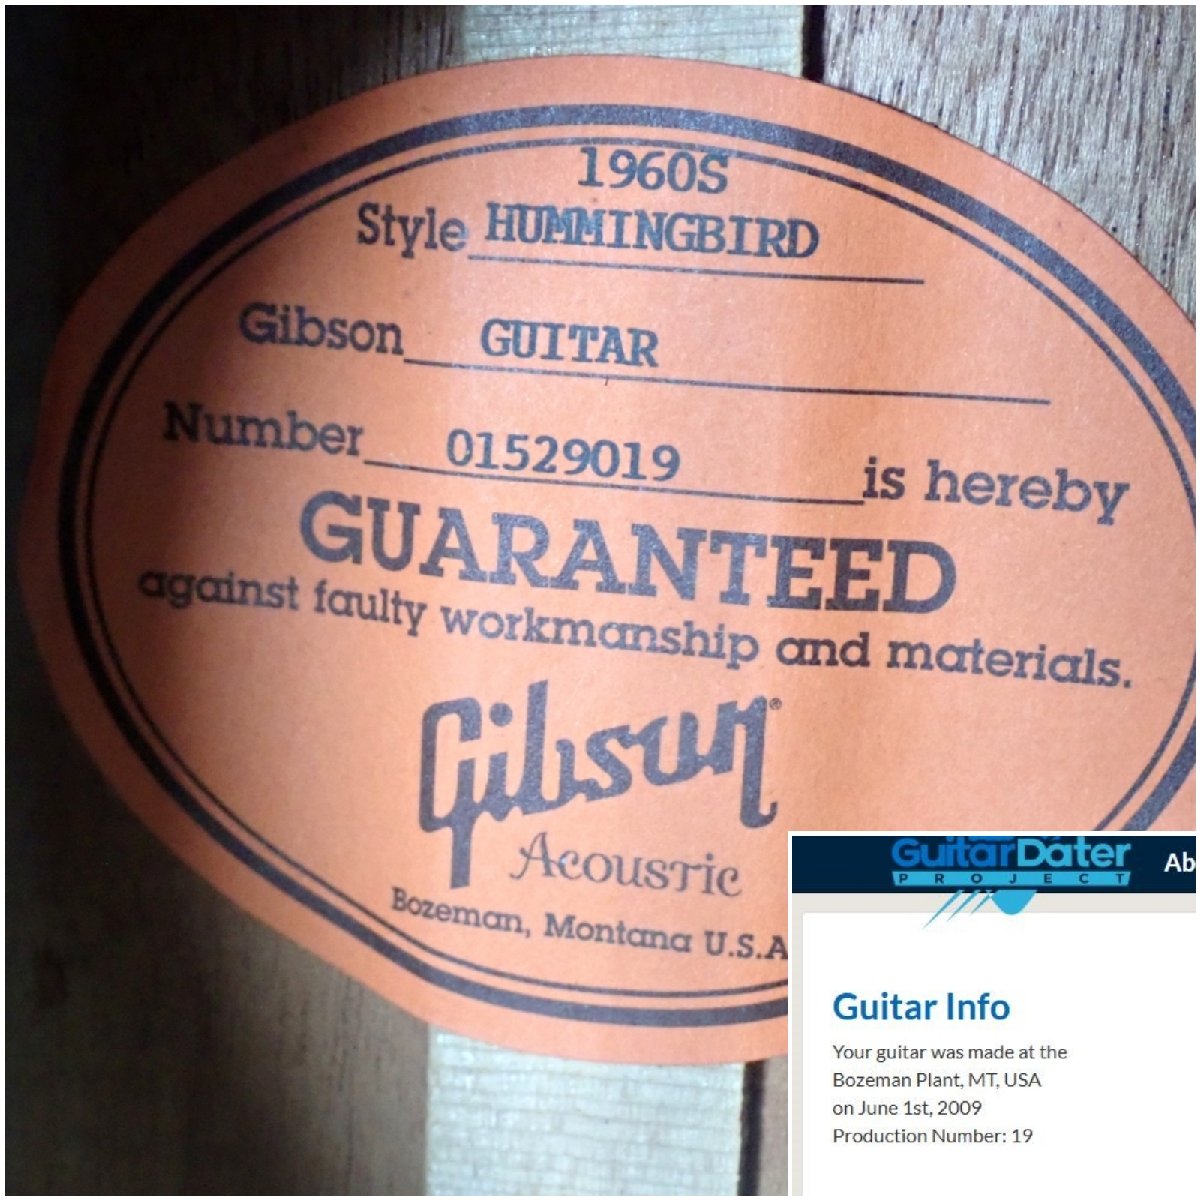 1960S
Style HUMMINGBIRD
Gibson GUITAR
Number 01529019 is hereby
GUARANTEED
against faulty workmanship and materials.
Gibson®
Acoustic
Bozeman, Montana U.S.A
GuitarDater
PROJECT
Ab
Guitar Info
Your guitar was made at the
Bozeman Plant, MT, USA
on June 1st, 2009
Production Number: 19